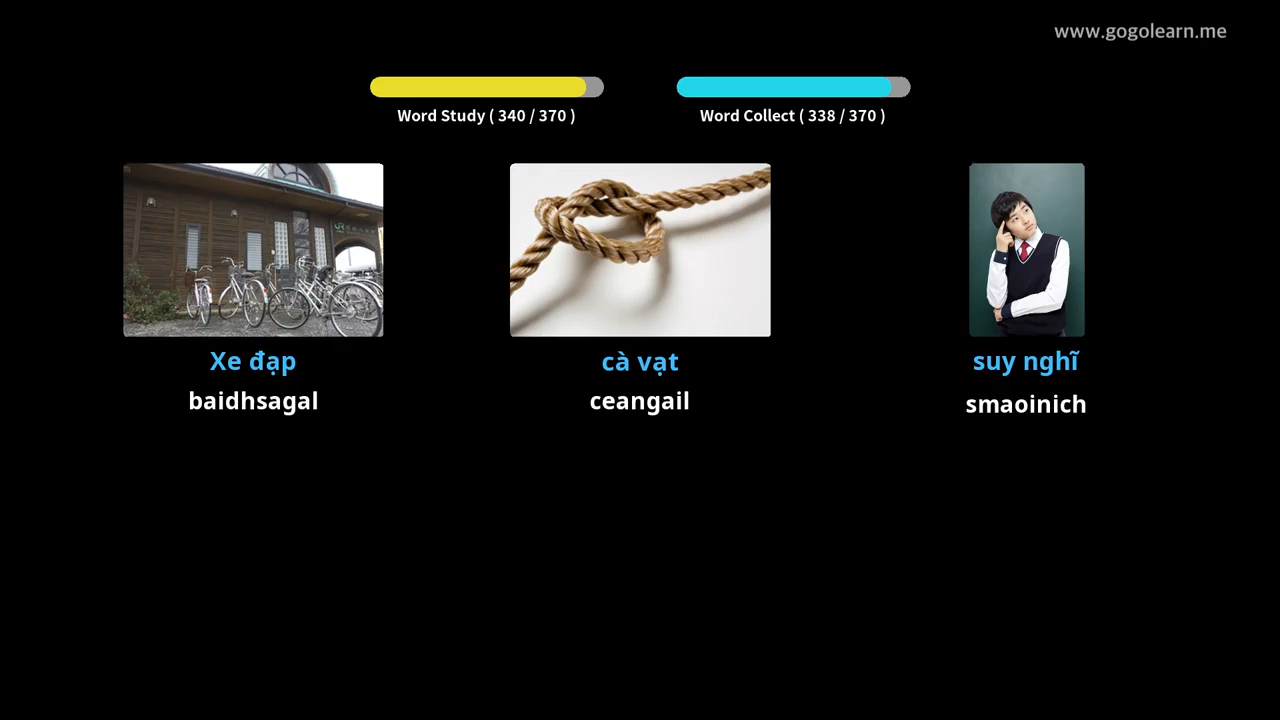 www.gogolearn.me
Word Study ( 340 / 370 )
Word Collect ( 338 / 370 )
JR
Xe đạp
cà vạt
suy nghĩ
baidhsagal
ceangail
smaoinich